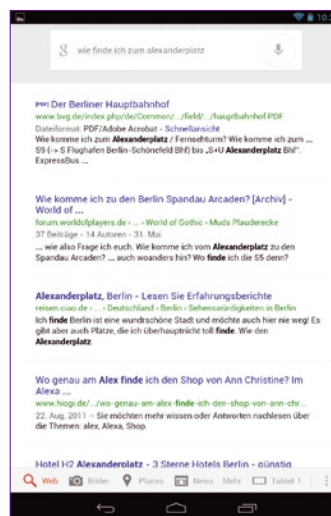 10:
wie finde ich zum alexanderplatz
[PDF] Der Berliner Hauptbahnhof
www.bvg.de/index.php/de/Common/.../field/.../hauptbahnhof PDF
Dateiformat: PDF/Adobe Acrobat - Schnellansicht
Wie komme ich zum Alexanderplatz / Fernsehturm? Wie komme ich zum ....
S9 (-> S Flughafen Berlin-Schönefeld Bhf) bis „S+U Alexanderplatz Bhf“.
ExpressBus ...
Wie komme ich zu den Berlin Spandau Arcaden? [Archiv] -
World of ...
forum.worldofplayers.de › ... › World of Gothic › Muds Plauderecke
37 Beiträge - 14 Autoren - 31. Mai
... wie also Frage ich euch. Wie komme ich vom Alexanderplatz zu den
Spandau Arcaden? ... auch woanders hin? Wo finde ich die S5 denn?
Alexanderplatz, Berlin - Lesen Sie Erfahrungsberichte
reisen.ciao.de › ... › Deutschland › Berlin › Sehenswürdigkeiten in Berlin
Ich finde Berlin ist eine wundrschöne Stadt und möchte auch hier nie weg! Es
gibt aber auch Plätze, die ich überhauptnicht toll finde. Wie den
Alexanderplatz.
Wo genau am Alex finde ich den Shop von Ann Christine? Im
Alexa ...
www.hiogi.de/.../wo-genau-am-alex-finde-ich-den-shop-von-ann-chr...
22. Aug. 2011 – Sie möchten mehr wissen oder Antworten nachlesen über
die Themen: alex, Alexa, Shop.
Hotel H2 Alexanderplatz - 3 Sterne Hotels Berlin - günstig
Web Bilder Places News Mehr Tablet 1